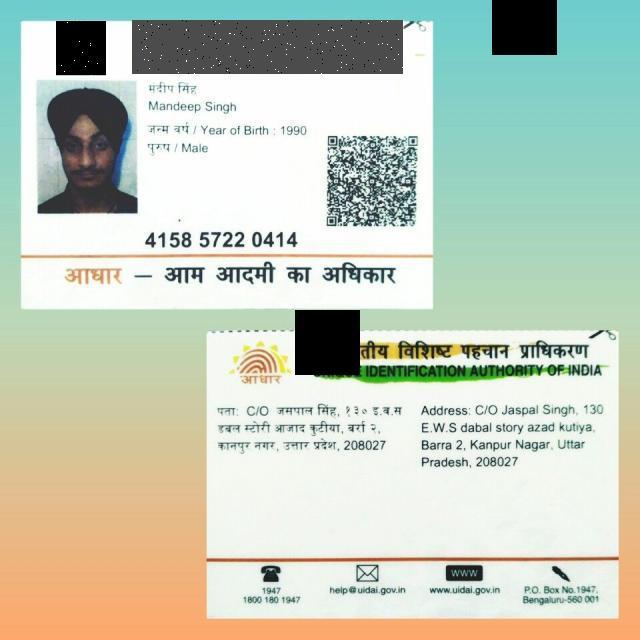 मंदीप सिंह
Mandeep Singh
जन्म वर्ष / Year of Birth : 1990
पुरुष / Male
4158 5722 0414
आधार — आम आदमी का अधिकार
तीय विशिष्ट पहचान प्राधिकरण
IDENTIFICATION AUTHORITY OF INDIA
आधार
पता: C/O जसपाल सिंह, १३० इ.व.स
डबल स्टोरी आजाद कुटीया, बर्रा २,
कानपुर नगर, उत्तर प्रदेश, 208027
Address: C/O Jaspal Singh, 130
E.W.S dabal story azad kutiya,
Barra 2, Kanpur Nagar, Uttar
Pradesh, 208027
1947
1800 180 1947
help@uidai.gov.in
WWW
www.uidai.gov.in
P.O. Box No.1947,
Bengaluru-560 001